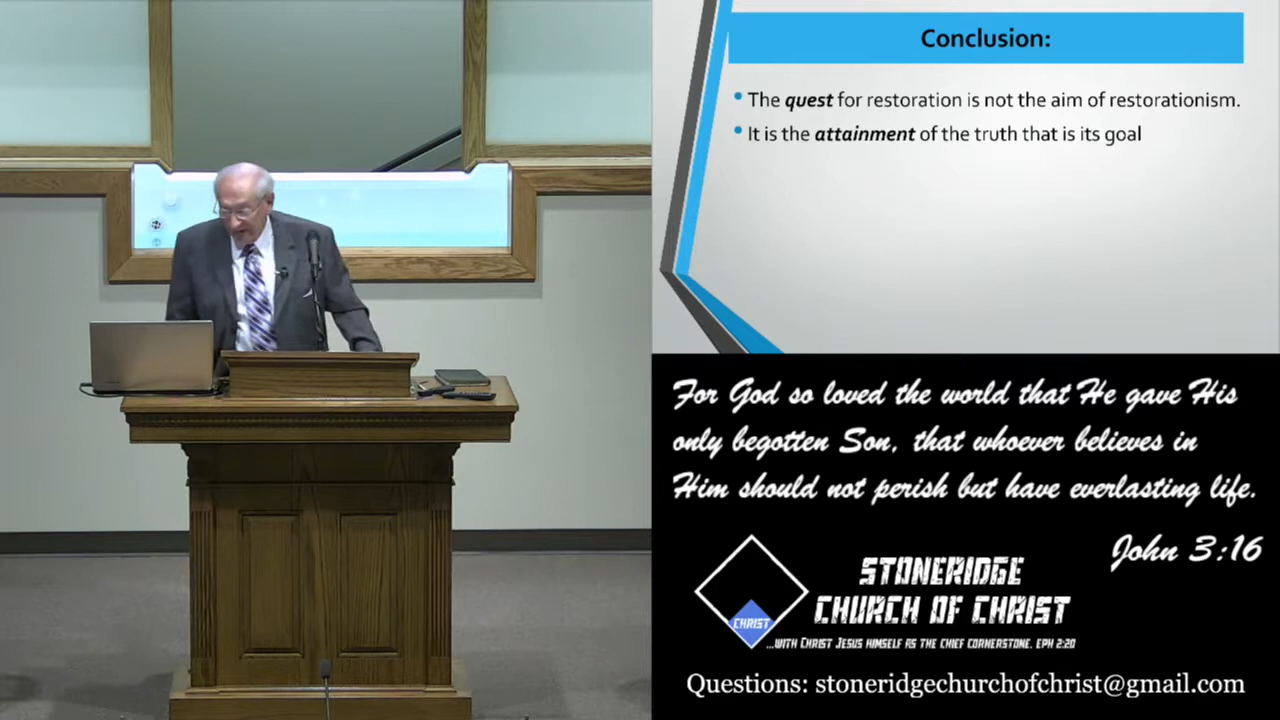 Conclusion:
• The quest for restoration is not the aim of restorationism.
• It is the attainment of the truth that is its goal
For God so loved the world that He gave His
only begotten Son, that whoever believes in
Him should not perish but have everlasting life.
John 3:16
CHRIST
STONERIDGE
CHURCH OF CHRIST
...WITH CHRIST JESUS HIMSELF AS THE CHIEF CORNERSTONE. EPH 2:20
Questions: stoneridgechurchofchrist@gmail.com